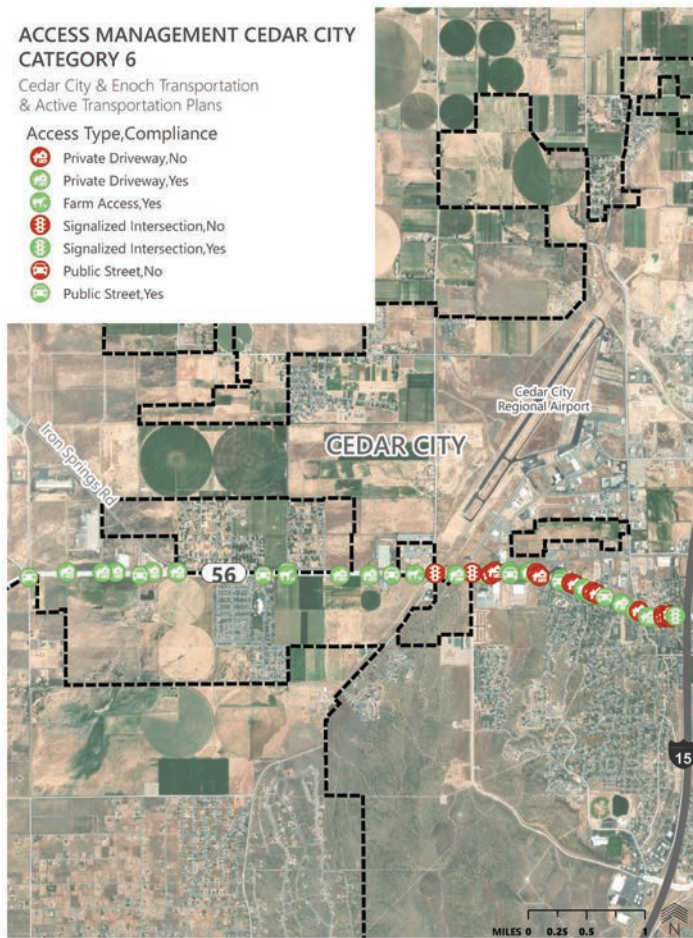 ACCESS MANAGEMENT CEDAR CITY
CATEGORY 6
Cedar City & Enoch Transportation
& Active Transportation Plans
Access Type,Compliance
Private Driveway,No
Private Driveway,Yes
Farm Access,Yes
Signalized Intersection,No
Signalized Intersection,Yes
Public Street,No
Public Street,Yes
Cedar City
Regional Airport
CEDAR CITY
Iron Springs Rd
56
15
MILES 0 0.25 0.5 1
N